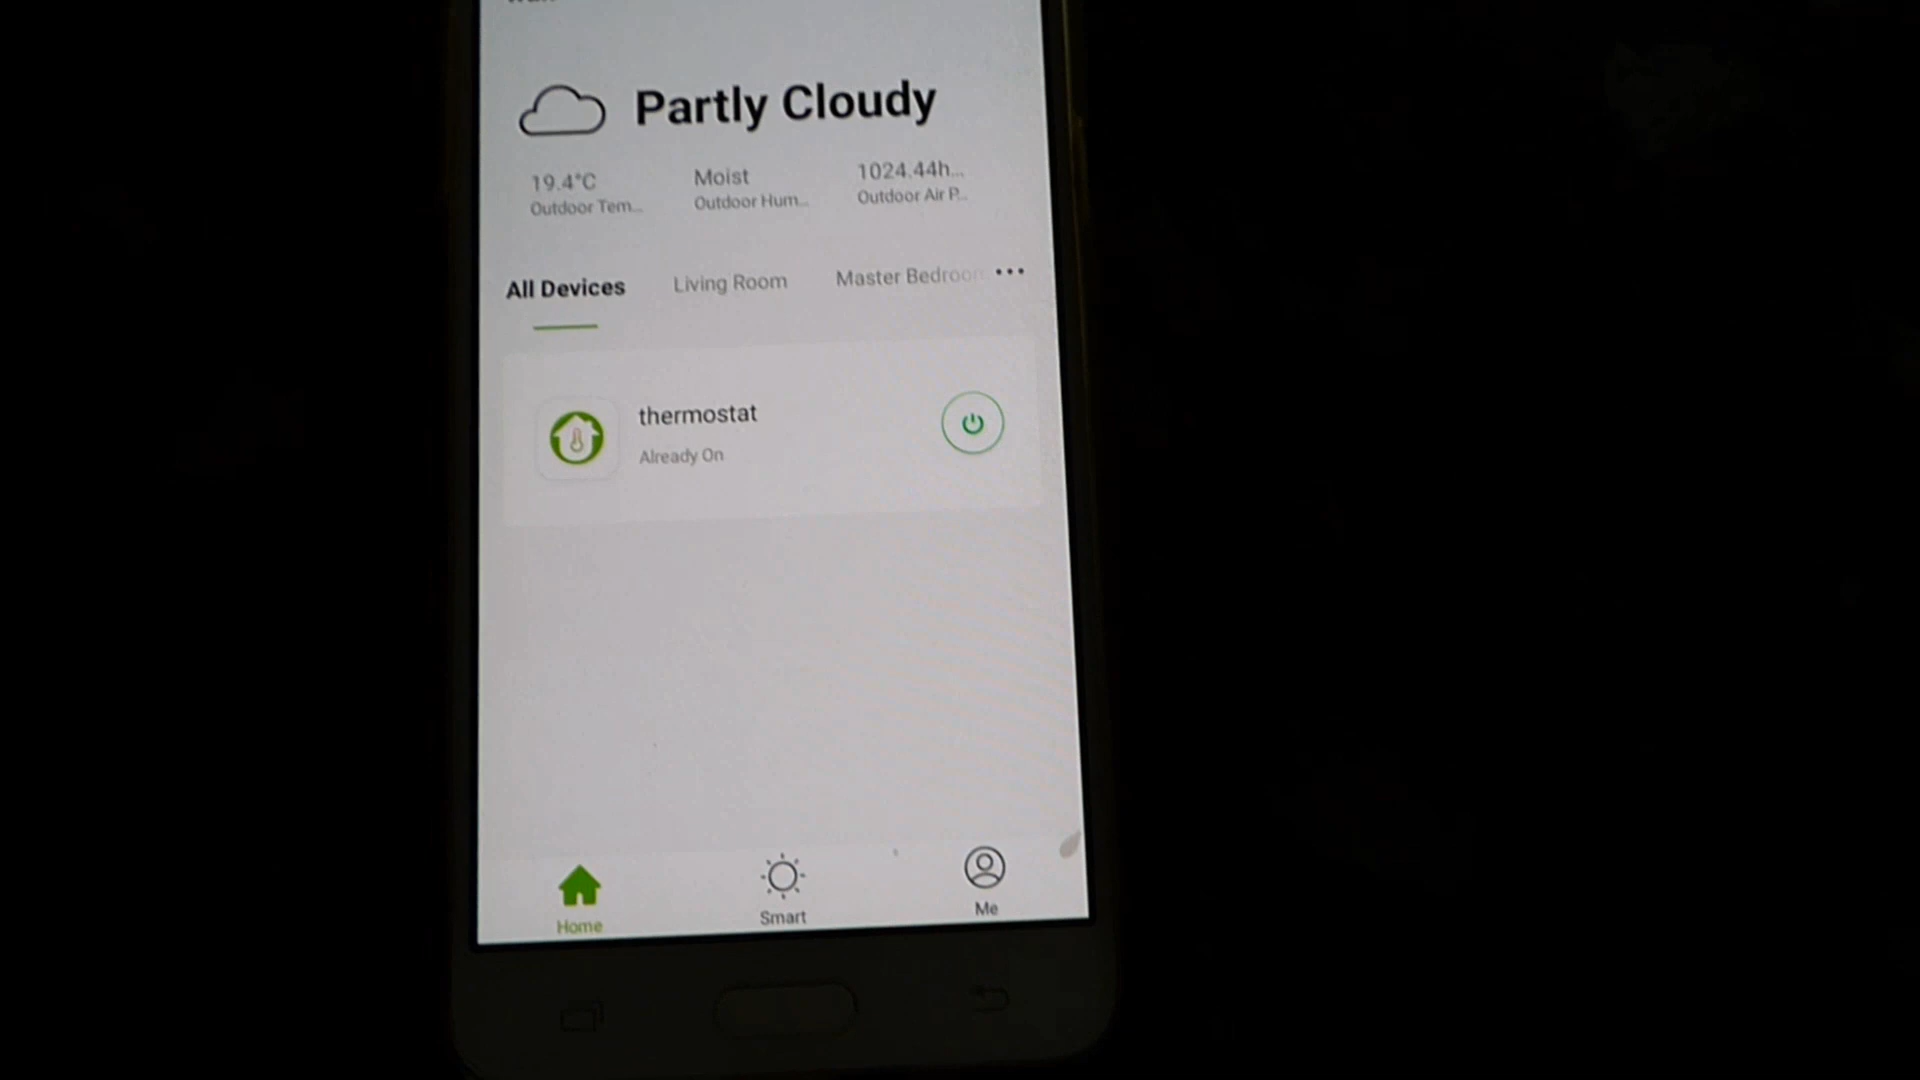 Partly Cloudy
19.4°C Moist 1024.44h...
Outdoor Tem... Outdoor Hum... Outdoor Air P...
All Devices Living Room Master Bedroom
thermostat
Already On
Home Smart Me